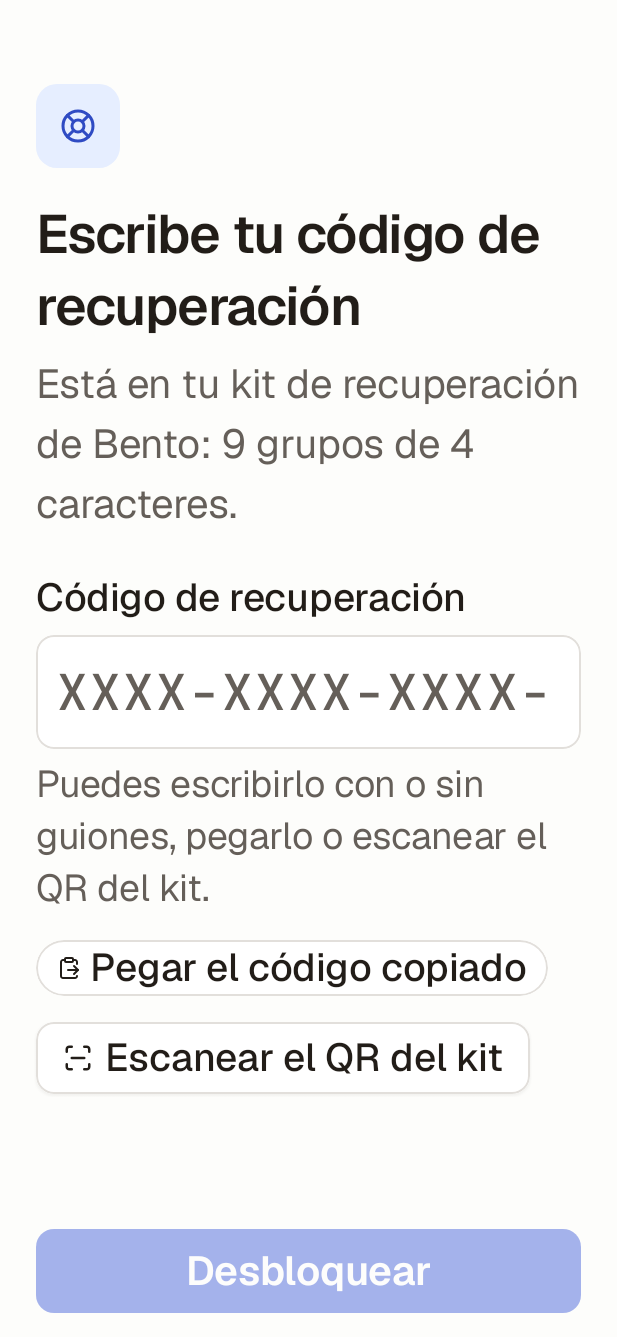 Escribe tu código de
recuperación
Está en tu kit de recuperación
de Bento: 9 grupos de 4
caracteres.
Código de recuperación
XXXX-XXXX-XXXX-
Puedes escribirlo con o sin
guiones, pegarlo o escanear el
QR del kit.
Pegar el código copiado
Escanear el QR del kit
Desbloquear